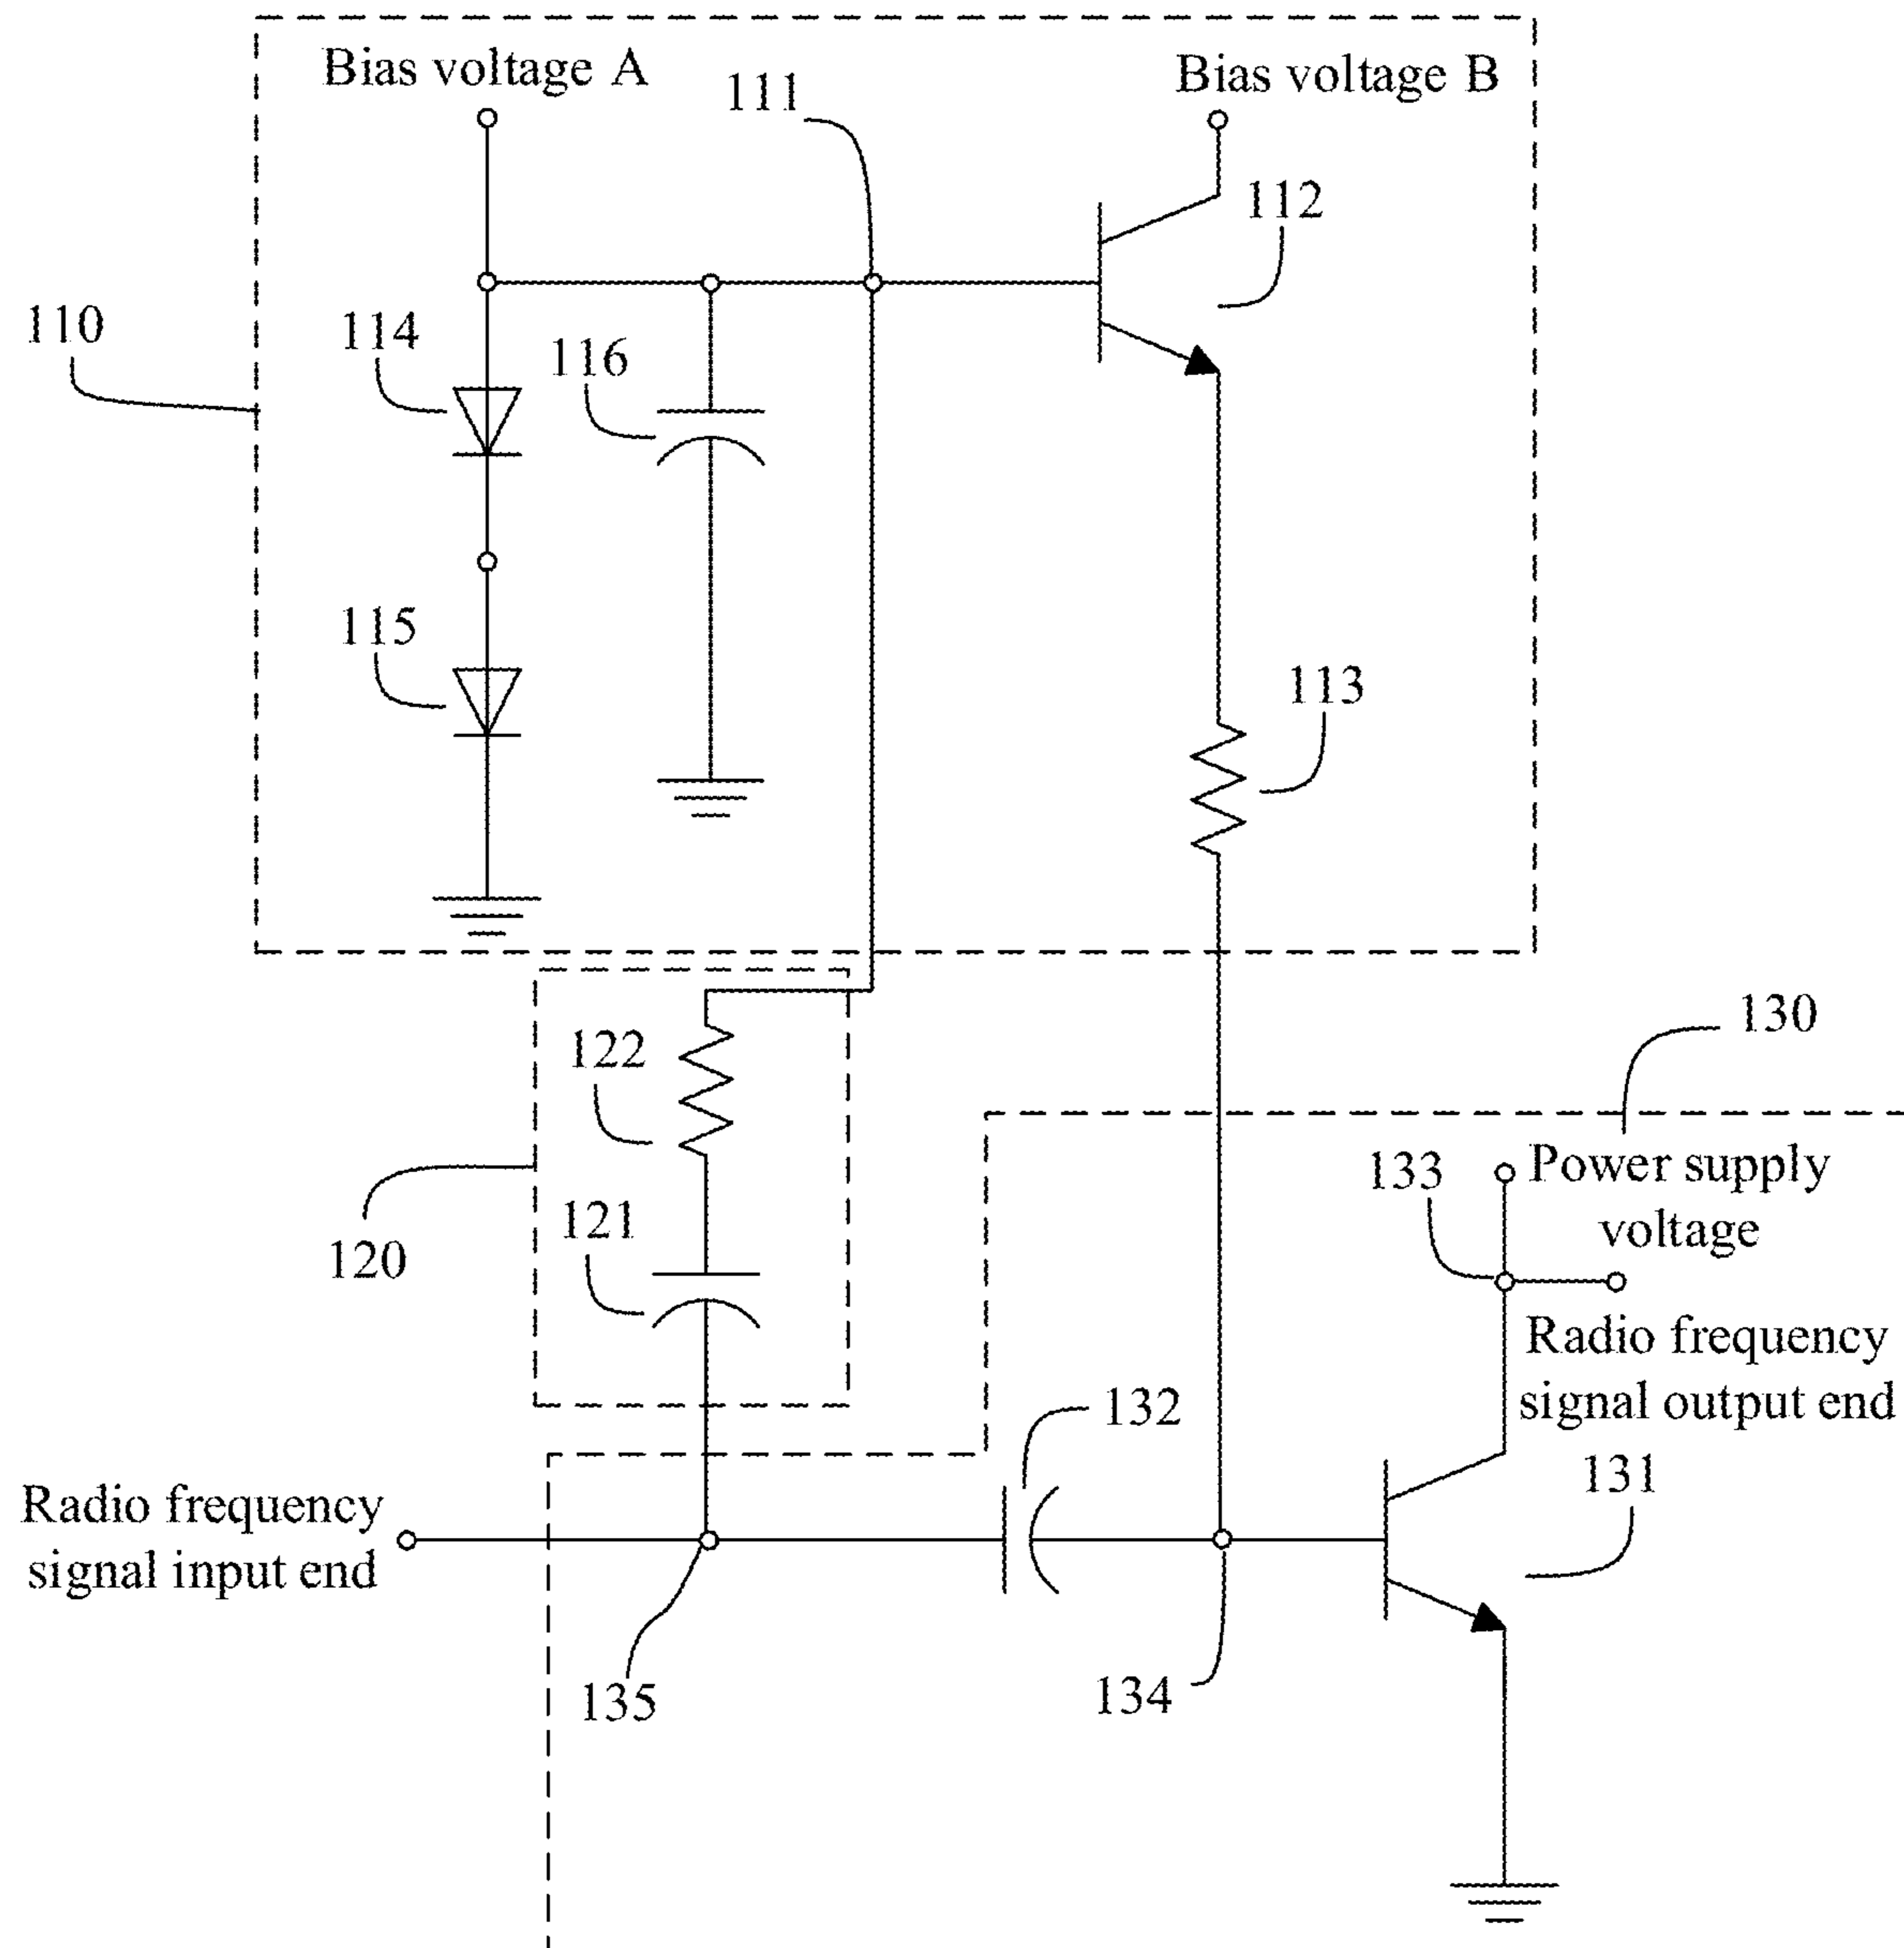 Bias voltage A
111
Bias voltage B
112
110
114
116
115
113
122
130
120
121
133
Power supply
voltage
Radio frequency
signal output end
132
131
Radio frequency
signal input end
135
134